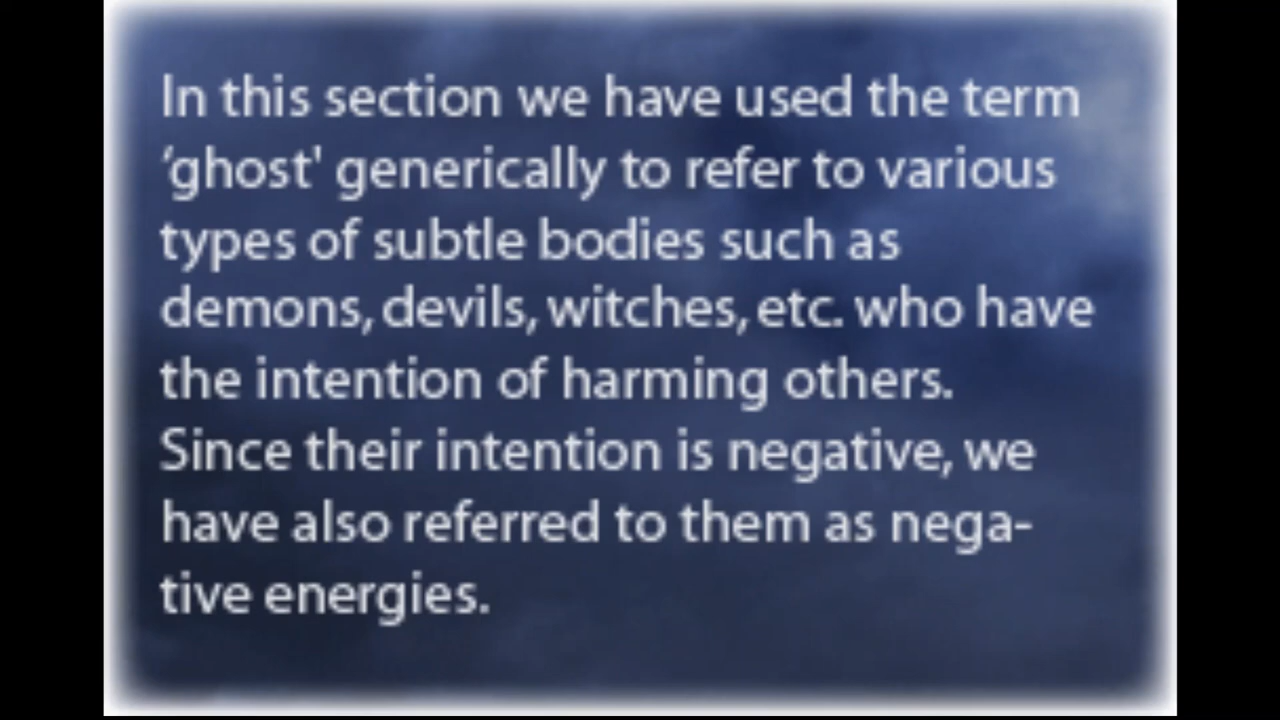 In this section we have used the term
‘ghost' generically to refer to various
types of subtle bodies such as
demons, devils, witches, etc. who have
the intention of harming others.
Since their intention is negative, we
have also referred to them as nega-
tive energies.